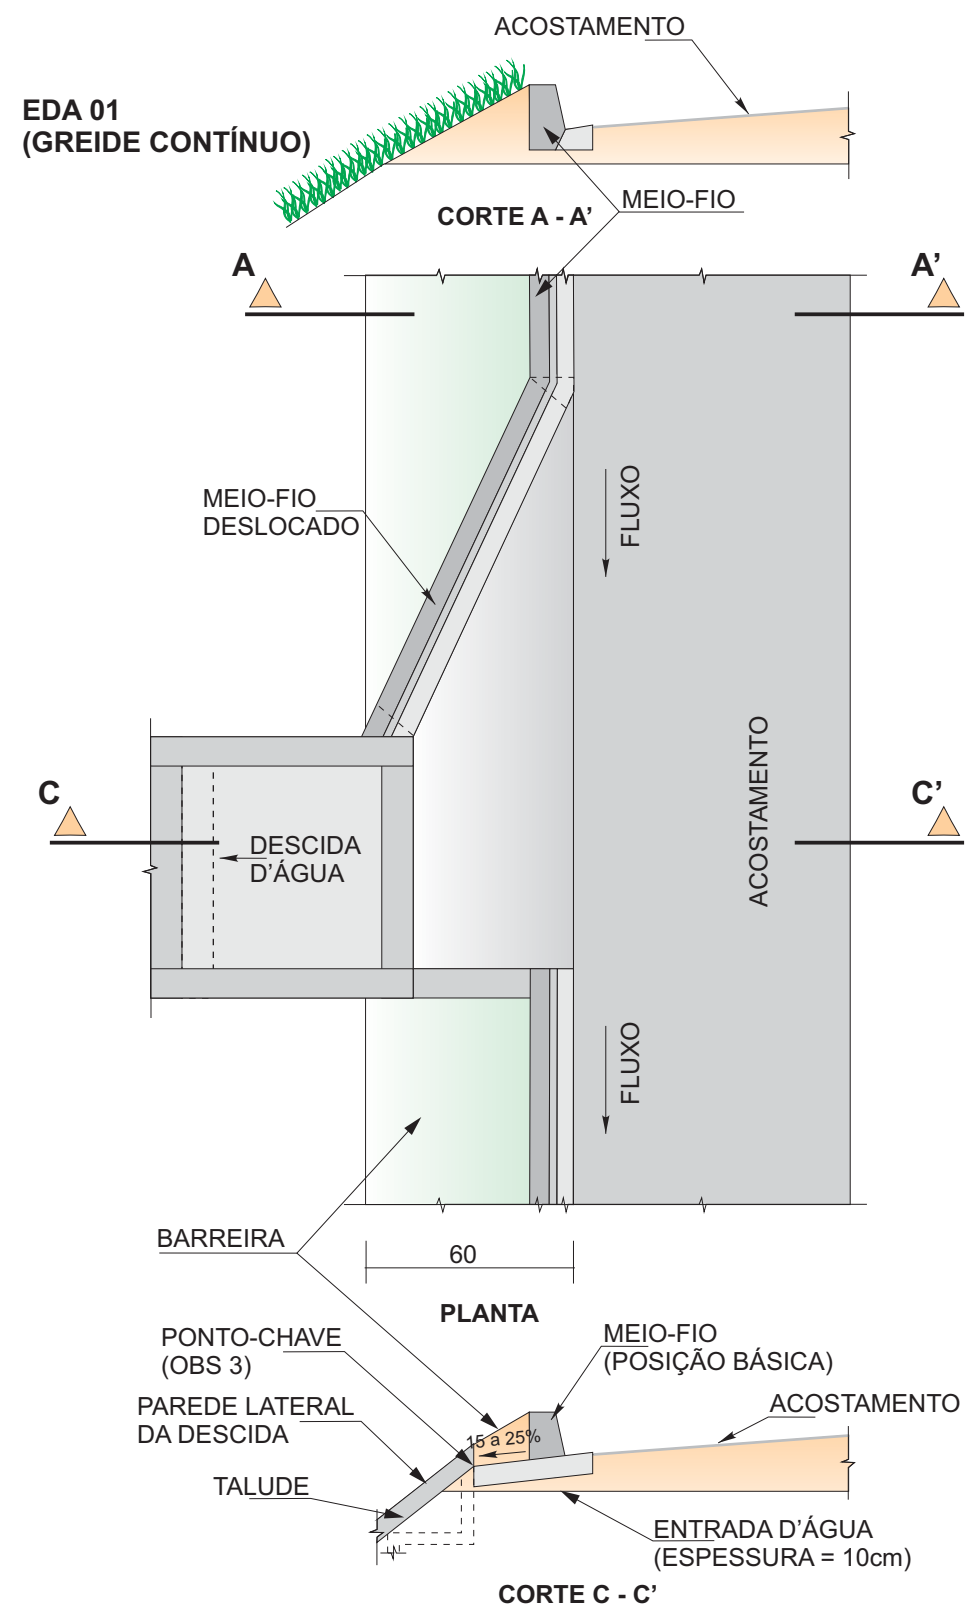 ACOSTAMENTO
EDA 01
(GREIDE CONTÍNUO)
CORTE A - A’
MEIO-FIO
A
A’
MEIO-FIO
DESLOCADO
FLUXO
ACOSTAMENTO
C
C’
DESCIDA
D’ÁGUA
FLUXO
BARREIRA
60
PLANTA
PONTO-CHAVE
(OBS 3)
MEIO-FIO
(POSIÇÃO BÁSICA)
PAREDE LATERAL
DA DESCIDA
ACOSTAMENTO
15 a 25%
TALUDE
ENTRADA D’ÁGUA
(ESPESSURA = 10cm)
CORTE C - C’